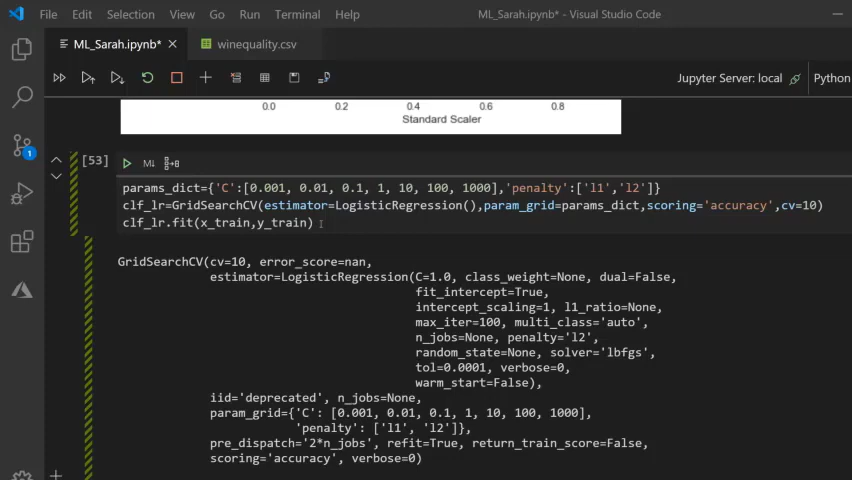 File Edit Selection View Go Run Terminal Help ML_Sarah.ipynb* - Visual Studio Code
ML_Sarah.ipynb* winequality.csv
Jupyter Server: local Python
0.0 0.2 0.4 0.6 0.8
Standard Scaler
[53]
M↓
params_dict={'C':[0.001, 0.01, 0.1, 1, 10, 100, 1000],'penalty':['l1','l2']}
clf_lr=GridSearchCV(estimator=LogisticRegression(),param_grid=params_dict,scoring='accuracy',cv=10)
clf_lr.fit(x_train,y_train)
1
GridSearchCV(cv=10, error_score=nan,
estimator=LogisticRegression(C=1.0, class_weight=None, dual=False,
fit_intercept=True,
intercept_scaling=1, l1_ratio=None,
max_iter=100, multi_class='auto',
n_jobs=None, penalty='l2',
random_state=None, solver='lbfgs',
tol=0.0001, verbose=0,
warm_start=False),
iid='deprecated', n_jobs=None,
param_grid={'C': [0.001, 0.01, 0.1, 1, 10, 100, 1000],
'penalty': ['l1', 'l2']},
pre_dispatch='2*n_jobs', refit=True, return_train_score=False,
scoring='accuracy', verbose=0)